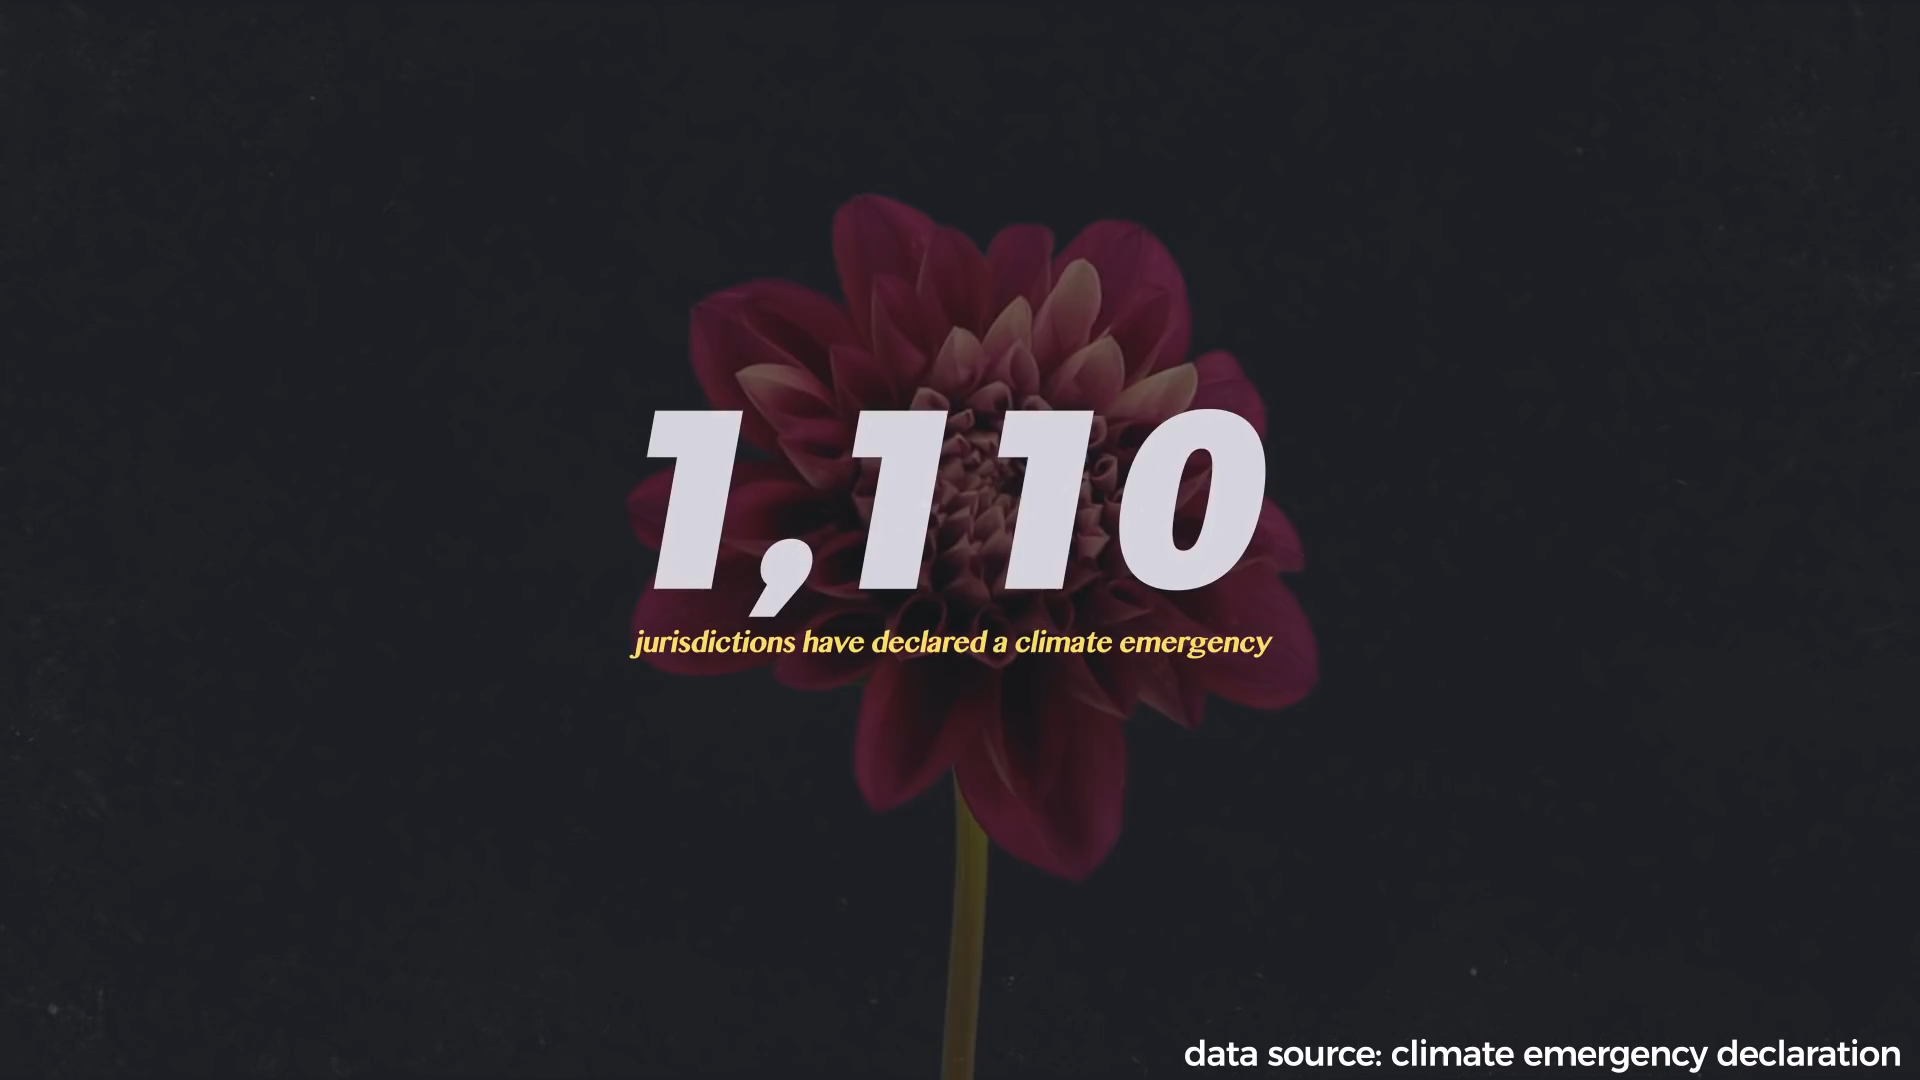 1,110
jurisdictions have declared a climate emergency
data source: climate emergency declaration